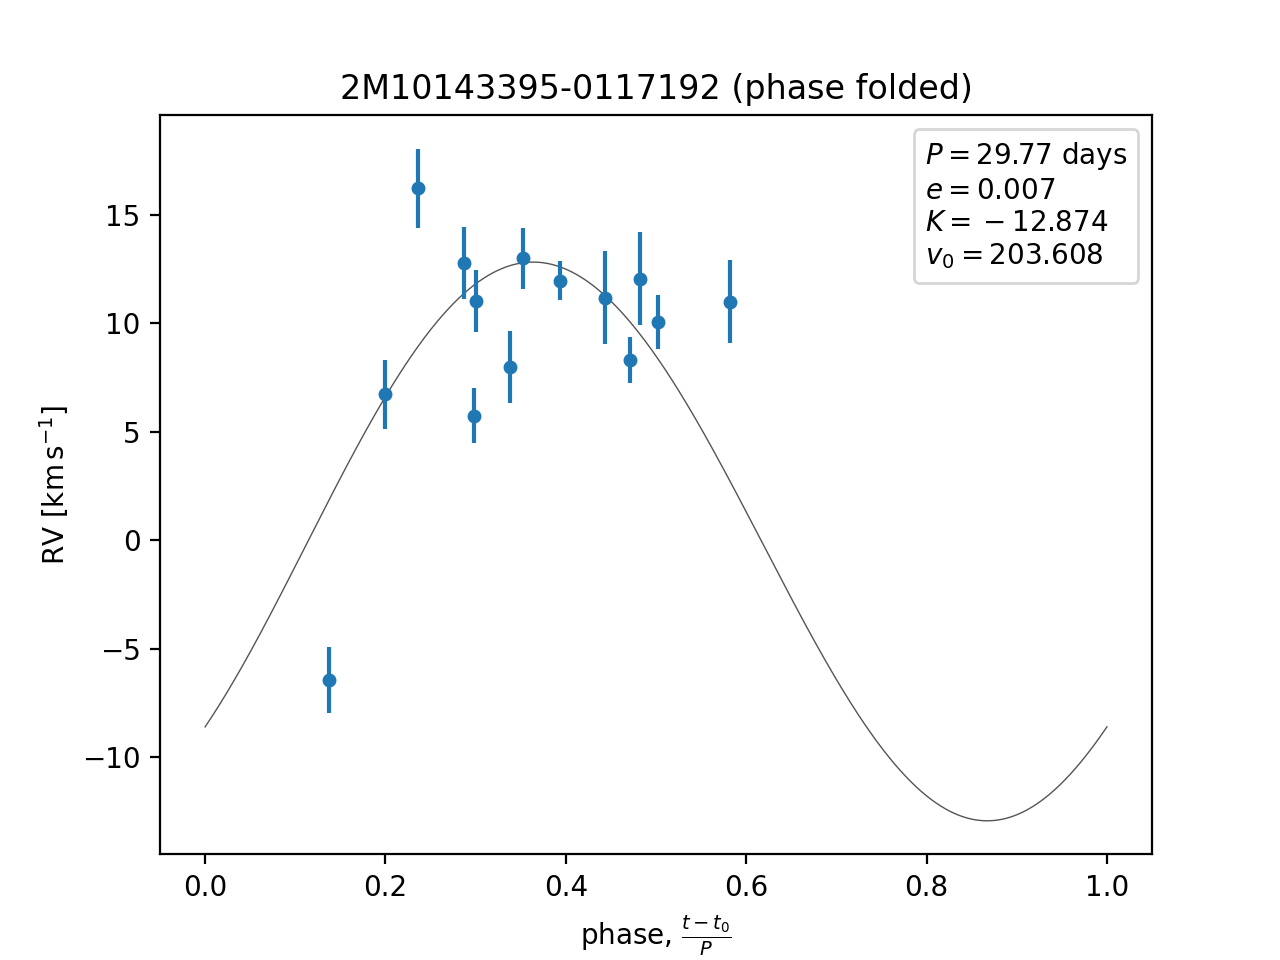 2M10143395-0117192 (phase folded)
P = 29.77 days
e = 0.007
K = −12.874
v₀ = 203.608
RV [km s⁻¹]
15
10
5
0
−5
−10
0.0 0.2 0.4 0.6 0.8 1.0
phase, (t − t₀)/P